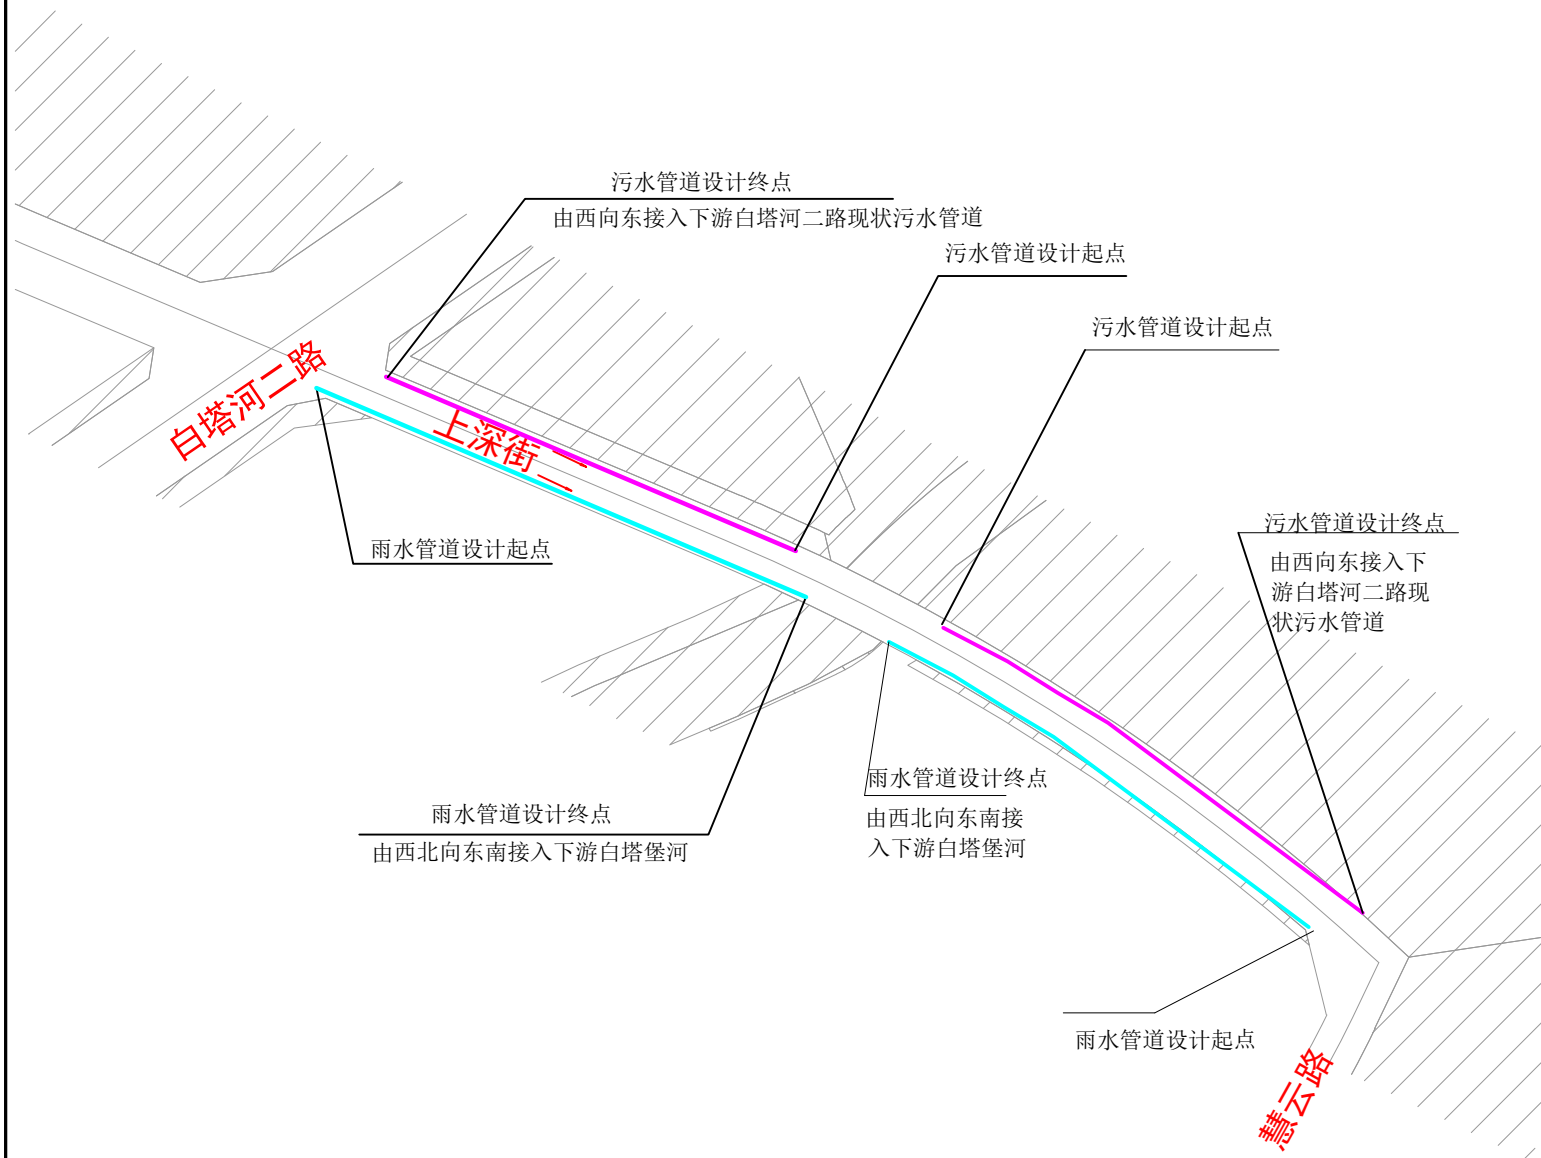 污水管道设计终点
由西向东接入下游白塔河二路现状污水管道
污水管道设计起点
污水管道设计起点
白塔河二路
上深街二
污水管道设计终点
由西向东接入下
游白塔河二路现
状污水管道
雨水管道设计起点
雨水管道设计终点
由西北向东南接入下游白塔堡河
雨水管道设计终点
由西北向东南接
入下游白塔堡河
雨水管道设计起点
慧云路